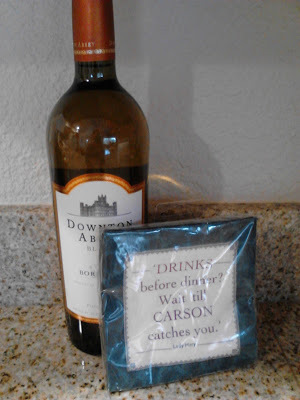 DOWNTON
ABBEY
BOR
"DRINKS
before dinner?
Wait 'til
CARSON
catches you."